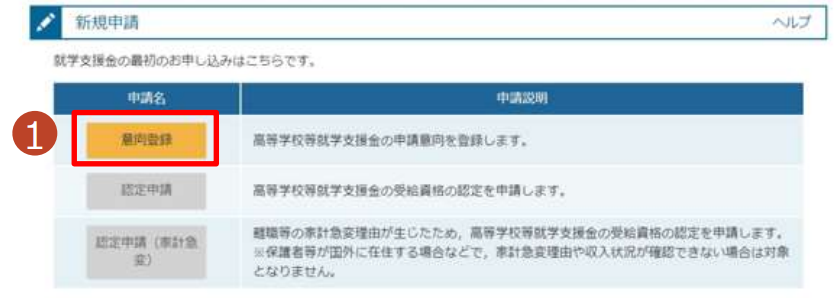 新規申請
ヘルプ
就学支援金の最初のお申し込みはこちらです。
申請名
申請説明
1
意向登録
高等学校等就学支援金の申請意向を登録します。
認定申請
高等学校等就学支援金の受給資格の認定を申請します。
認定申請（家計急
変）
離職等の家計急変理由が生じたため，高等学校等就学支援金の受給資格の認定を申請します。
※保護者等が国外に在住する場合などで，家計急変理由や収入状況が確認できない場合は対象
となりません。